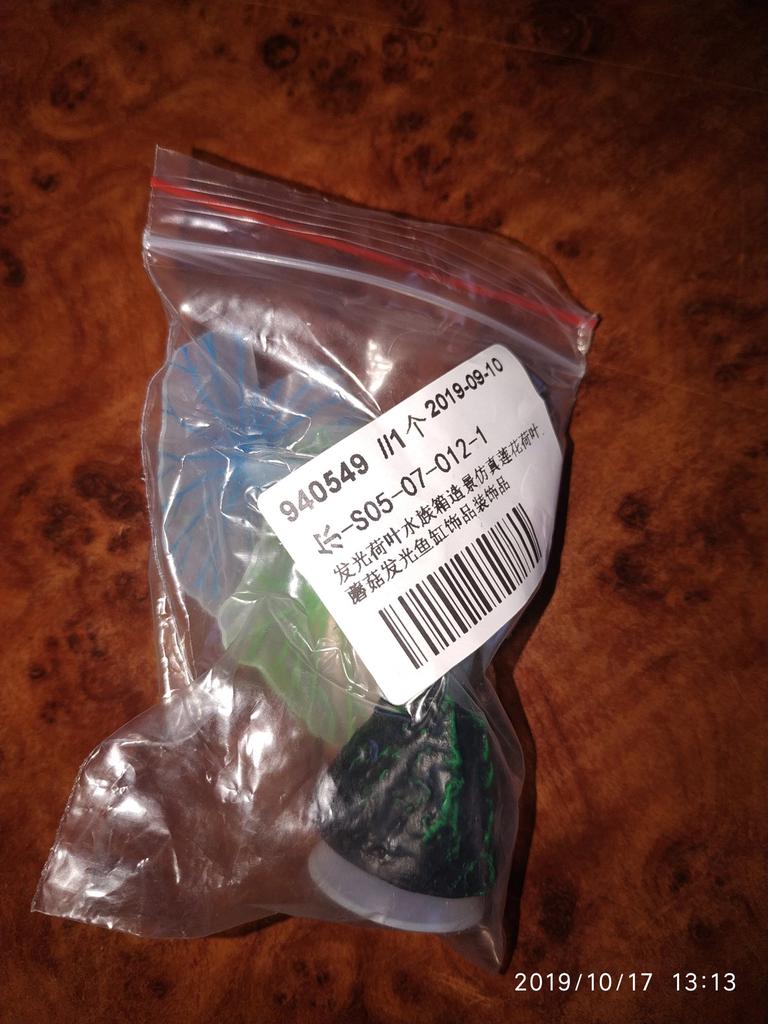 940549 //1个 2019-09-10
-S05-07-012-1
发光荷叶水族箱造景仿真莲花荷叶
蘑菇发光鱼缸饰品装饰品
2019/10/17 13:13